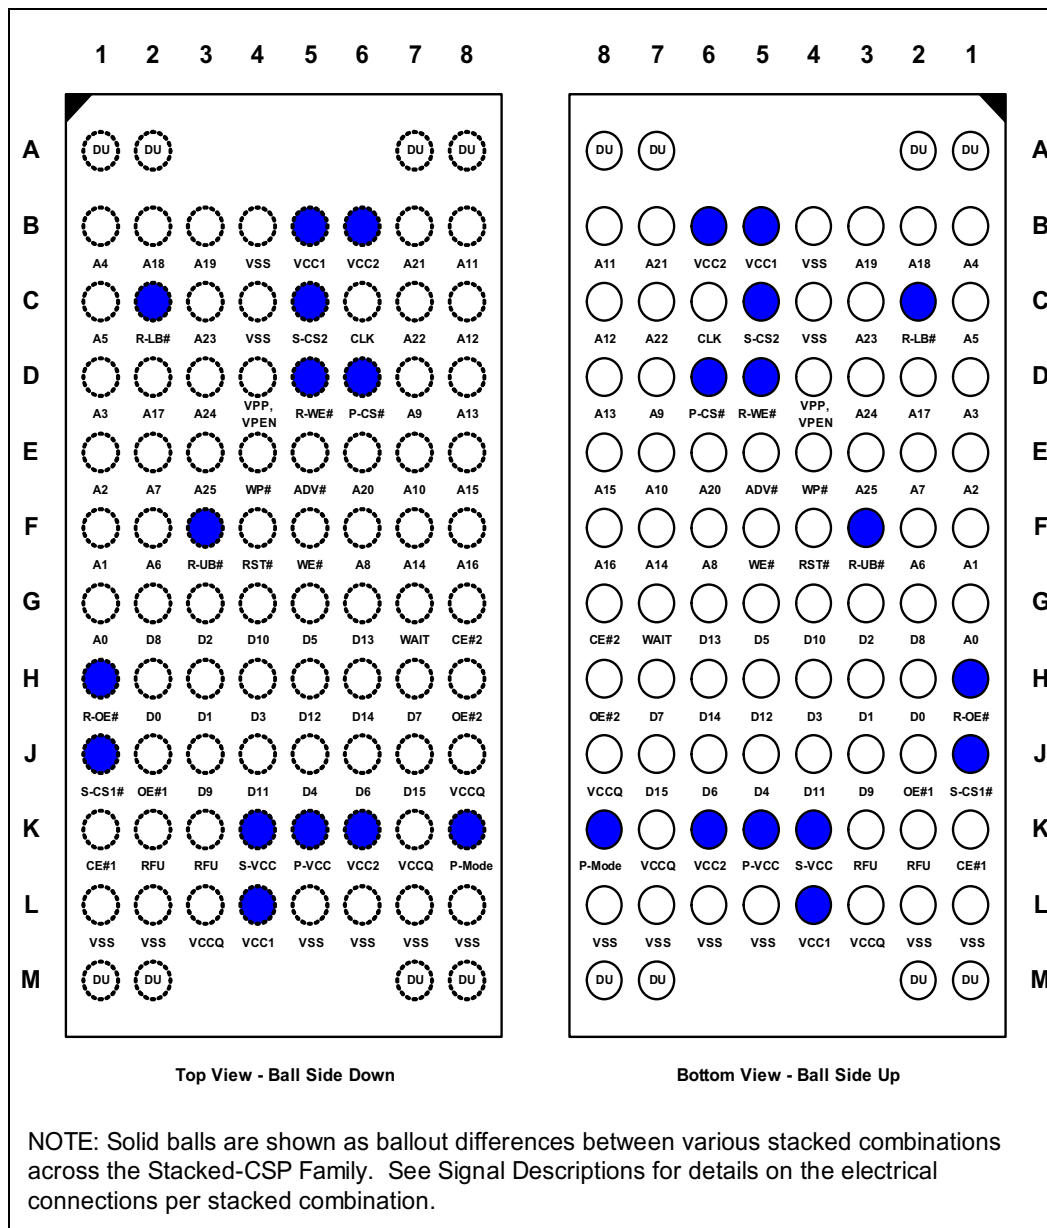 1 2 3 4 5 6 7 8 8 7 6 5 4 3 2 1
A DU DU DU DU DU DU DU DU A
B B
A4 A18 A19 VSS VCC1 VCC2 A21 A11 A11 A21 VCC2 VCC1 VSS A19 A18 A4
C C
A5 R-LB# A23 VSS S-CS2 CLK A22 A12 A12 A22 CLK S-CS2 VSS A23 R-LB# A5
D D
A3 A17 A24 VPP, VPEN R-WE# P-CS# A9 A13 A13 A9 P-CS# R-WE# VPP, VPEN A24 A17 A3
E E
A2 A7 A25 WP# ADV# A20 A10 A15 A15 A10 A20 ADV# WP# A25 A7 A2
F F
A1 A6 R-UB# RST# WE# A8 A14 A16 A16 A14 A8 WE# RST# R-UB# A6 A1
G G
A0 D8 D2 D10 D5 D13 WAIT CE#2 CE#2 WAIT D13 D5 D10 D2 D8 A0
H H
R-OE# D0 D1 D3 D12 D14 D7 OE#2 OE#2 D7 D14 D12 D3 D1 D0 R-OE#
J J
S-CS1# OE#1 D9 D11 D4 D6 D15 VCCQ VCCQ D15 D6 D4 D11 D9 OE#1 S-CS1#
K K
CE#1 RFU RFU S-VCC P-VCC VCC2 VCCQ P-Mode P-Mode VCCQ VCC2 P-VCC S-VCC RFU RFU CE#1
L L
VSS VSS VCCQ VCC1 VSS VSS VSS VSS VSS VSS VSS VSS VCC1 VCCQ VSS VSS
M DU DU DU DU DU DU DU DU M
Top View - Ball Side Down Bottom View - Ball Side Up
NOTE: Solid balls are shown as ballout differences between various stacked combinations
across the Stacked-CSP Family. See Signal Descriptions for details on the electrical
connections per stacked combination.